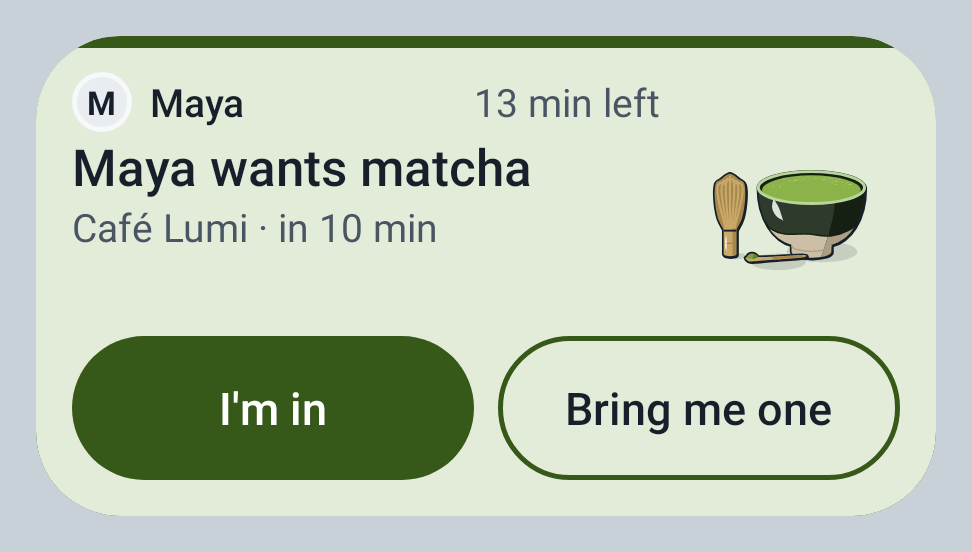 M Maya 13 min left
Maya wants matcha
Café Lumi · in 10 min
I'm in Bring me one